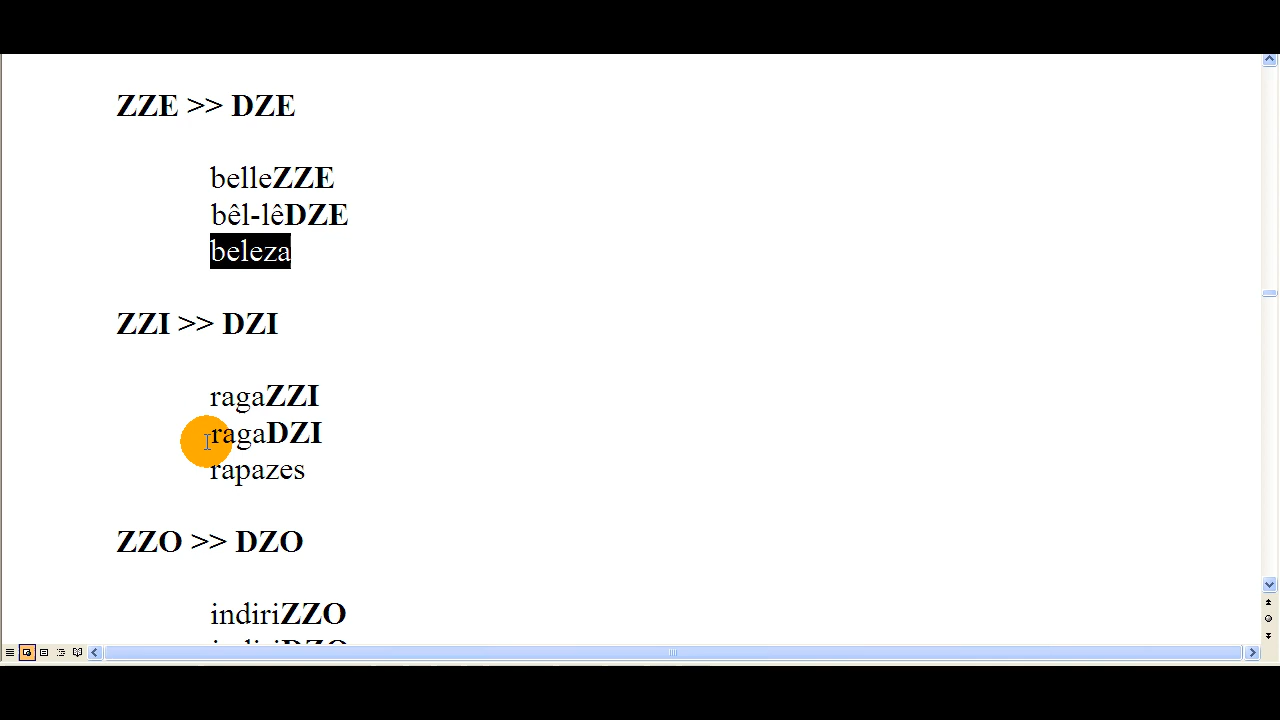 ZZE >> DZE
belleZZE
bêl-lêDZE
beleza
ZZI >> DZI
ragaZZI
ragaDZI
rapazes
ZZO >> DZO
indiriZZO